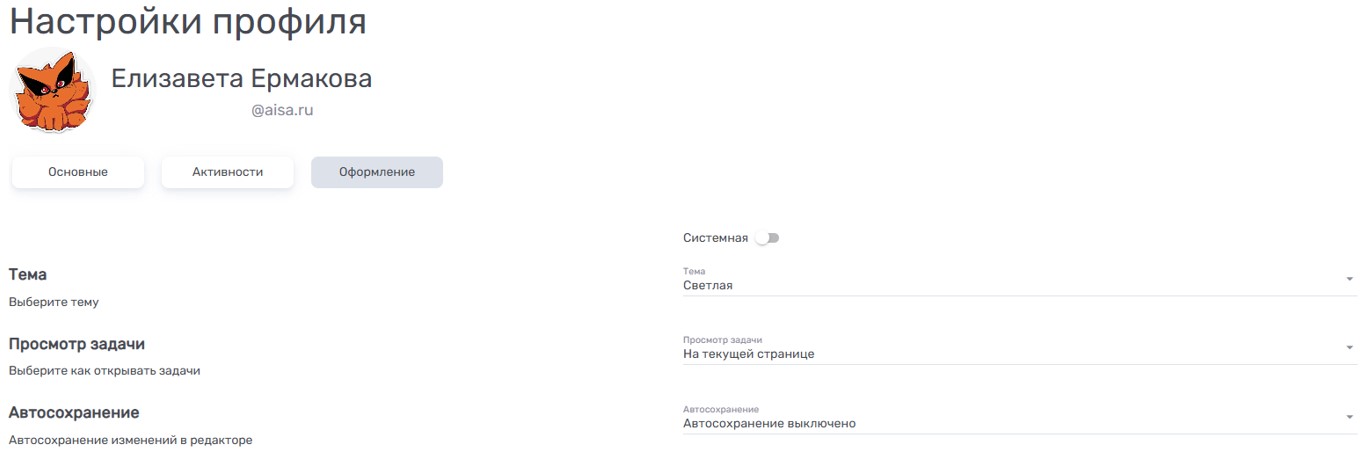 Настройки профиля
Елизавета Ермакова
@aisa.ru
Основные Активности Оформление
Системная
Тема
Выберите тему
Тема
Светлая
Просмотр задачи
Выберите как открывать задачи
Просмотр задачи
На текущей странице
Автосохранение
Автосохранение изменений в редакторе
Автосохранение
Автосохранение выключено